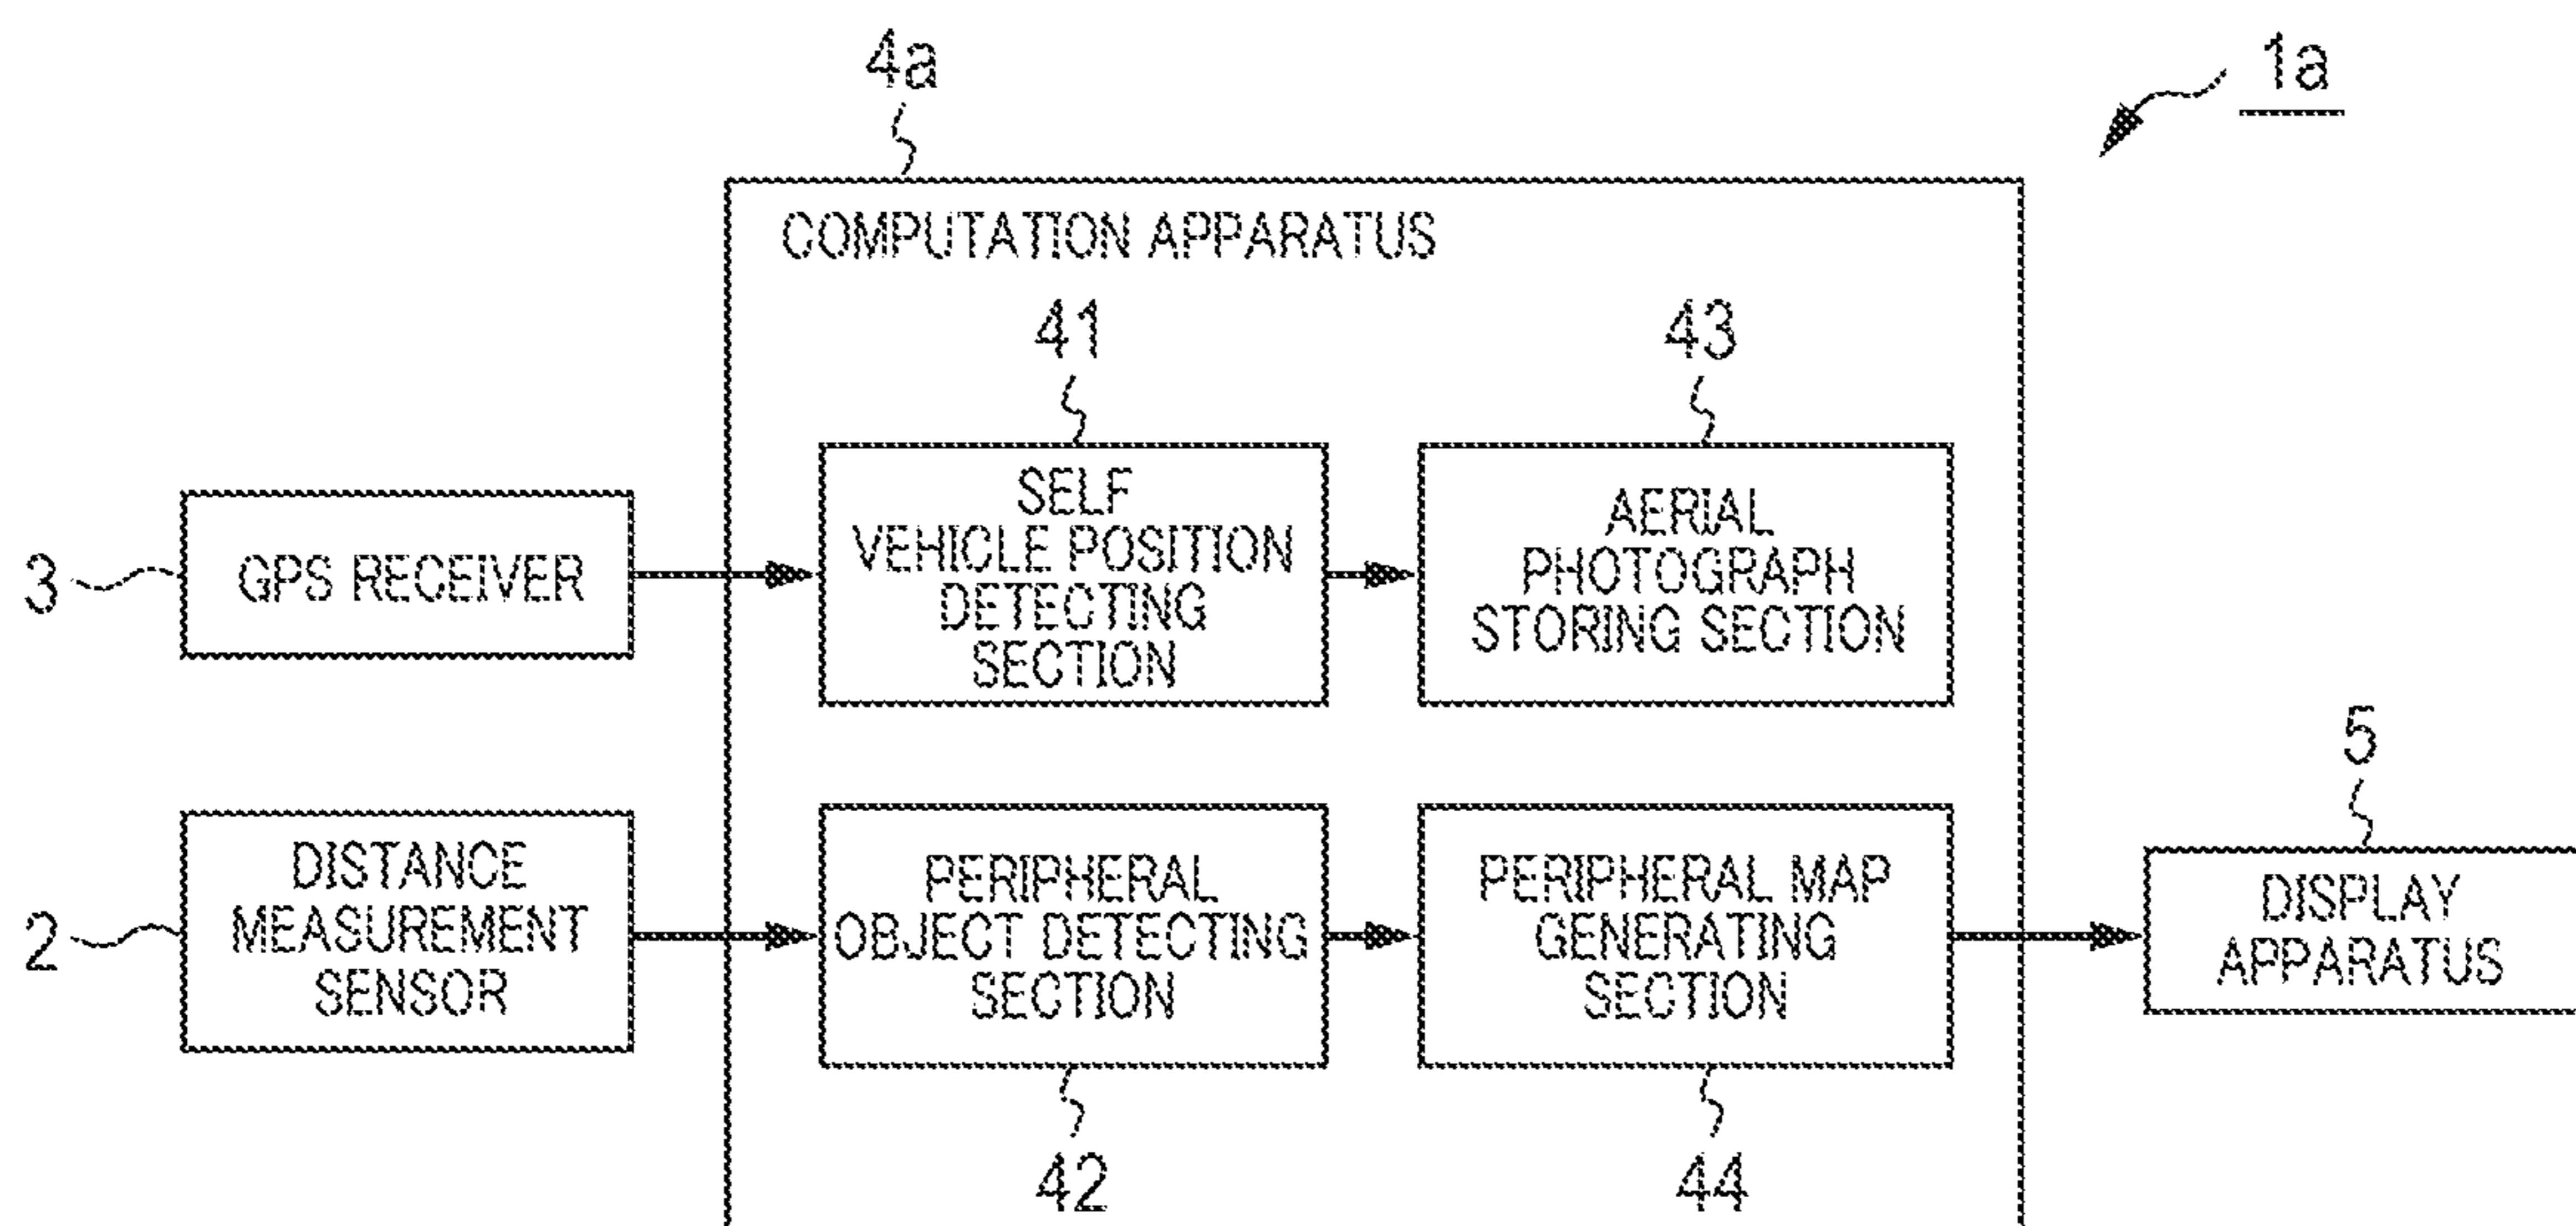 4a
1a
COMPUTATION APPARATUS
41
43
3
GPS RECEIVER
SELF
VEHICLE POSITION
DETECTING
SECTION
AERIAL
PHOTOGRAPH
STORING SECTION
2
DISTANCE
MEASUREMENT
SENSOR
PERIPHERAL
OBJECT DETECTING
SECTION
PERIPHERAL MAP
GENERATING
SECTION
5
DISPLAY
APPARATUS
42
44